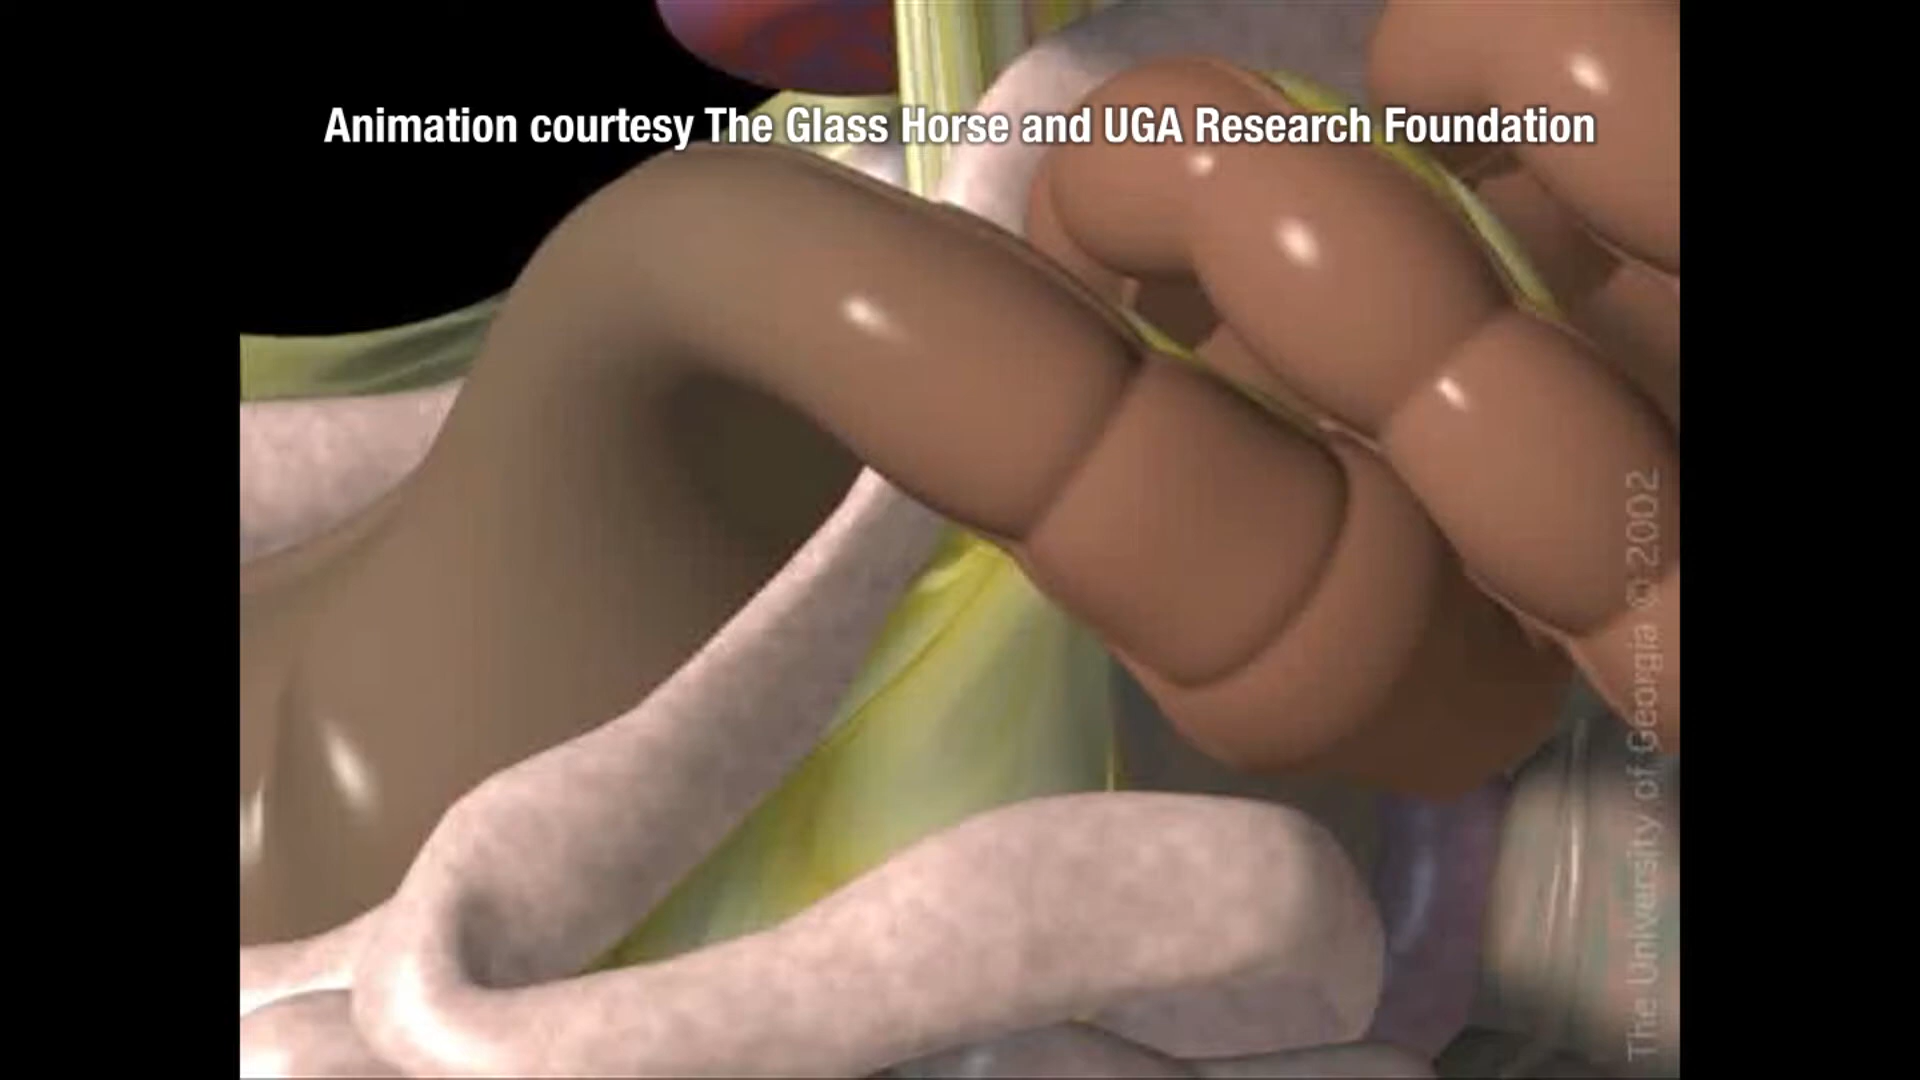 Animation courtesy The Glass Horse and UGA Research Foundation
The University of Georgia © 2002